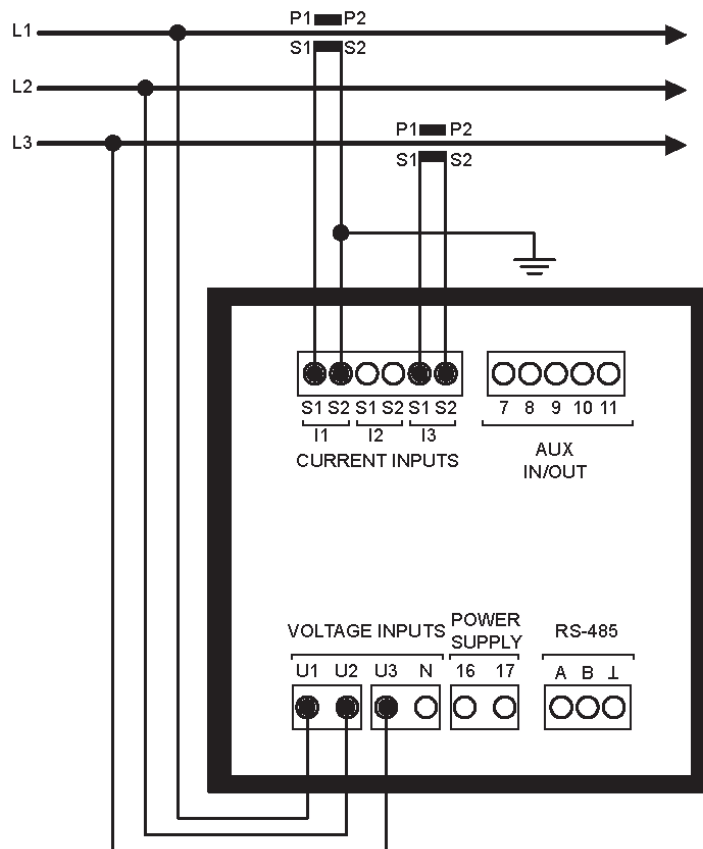 P1 P2
L1
S1 S2
L2
P1 P2
L3
S1 S2
S1 S2 S1 S2 S1 S2
7 8 9 10 11
I1 I2 I3
CURRENT INPUTS
AUX
IN/OUT
VOLTAGE INPUTS
POWER
SUPPLY
RS-485
U1 U2 U3 N
16 17
A B ⊥